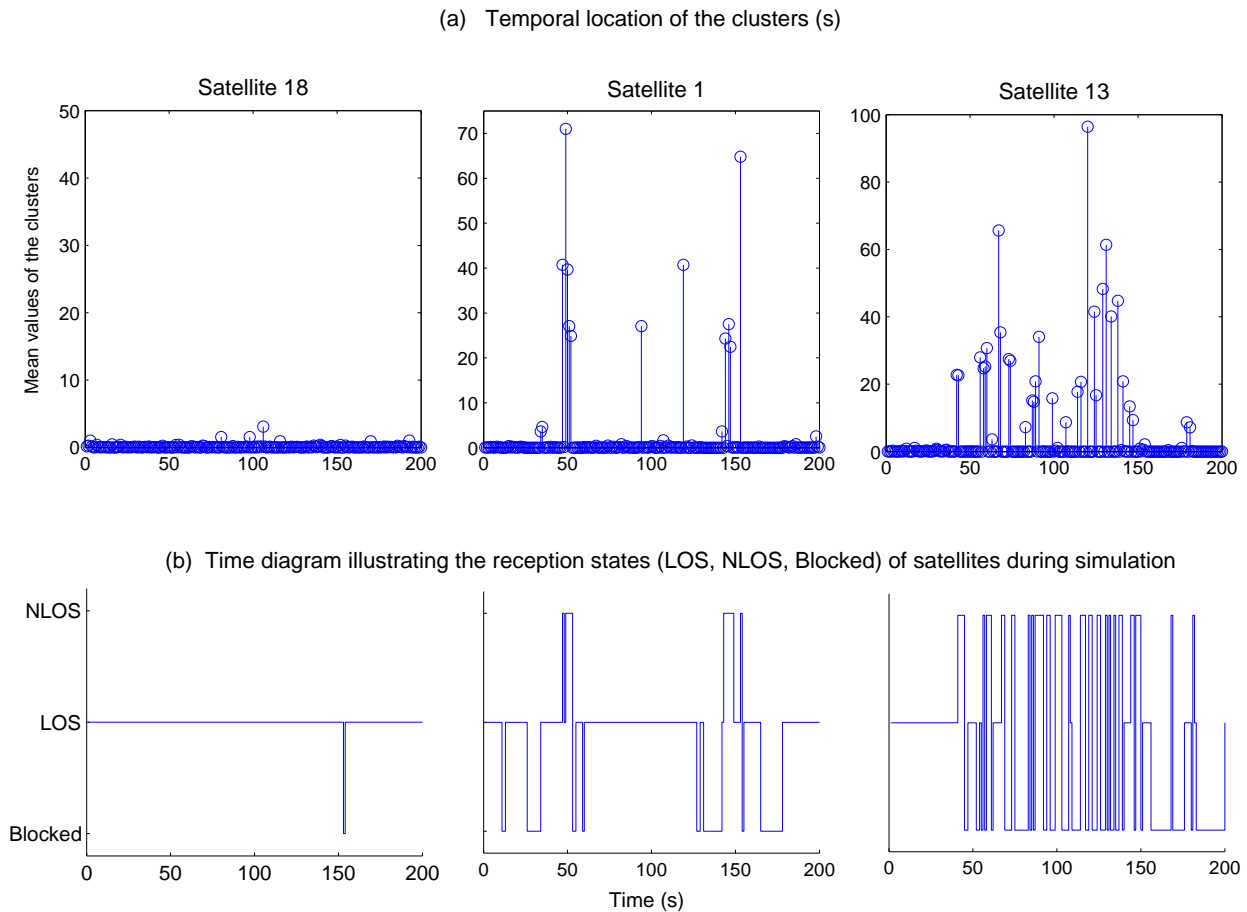 (a) Temporal location of the clusters (s)
Satellite 18
Satellite 1
Satellite 13
Mean values of the clusters
50
40
30
20
10
0
0 50 100 150 200
70
60
50
40
30
20
10
0
0 50 100 150 200
100
80
60
40
20
0
0 50 100 150 200
(b) Time diagram illustrating the reception states (LOS, NLOS, Blocked) of satellites during simulation
NLOS
LOS
Blocked
0 50 100 150 200
0 50 100 150 200
0 50 100 150 200
Time (s)